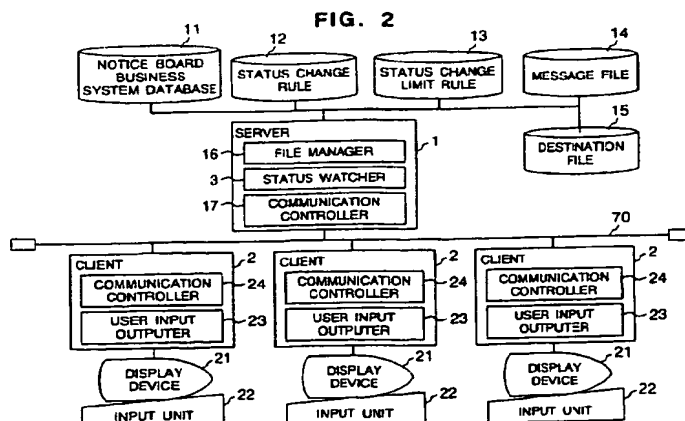 FIG. 2
11
12
13
14
NOTICE BOARD
BUSINESS
SYSTEM DATABASE
STATUS CHANGE
RULE
STATUS CHANGE
LIMIT RULE
MESSAGE FILE
15
DESTINATION
FILE
SERVER
1
16
FILE MANAGER
3
STATUS WATCHER
17
COMMUNICATION
CONTROLLER
70
CLIENT
2
COMMUNICATION
CONTROLLER
24
USER INPUT
OUTPUTER
23
DISPLAY
DEVICE
21
INPUT UNIT
22
CLIENT
2
COMMUNICATION
CONTROLLER
24
USER INPUT
OUTPUTER
23
DISPLAY
DEVICE
21
INPUT UNIT
22
CLIENT
2
COMMUNICATION
CONTROLLER
24
USER INPUT
OUTPUTER
23
DISPLAY
DEVICE
21
INPUT UNIT
22